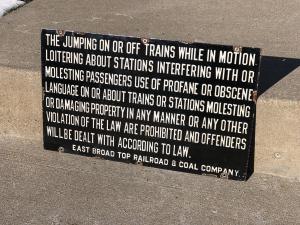 THE JUMPING ON OR OFF TRAINS WHILE IN MOTION
LOITERING ABOUT STATIONS INTERFERING WITH OR
MOLESTING PASSENGERS USE OF PROFANE OR OBSCENE
LANGUAGE ON OR ABOUT TRAINS OR STATIONS MOLESTING
OR DAMAGING PROPERTY IN ANY MANNER OR ANY OTHER
VIOLATION OF THE LAW ARE PROHIBITED AND OFFENDERS
WILL BE DEALT WITH ACCORDING TO LAW.
EAST BROAD TOP RAILROAD & COAL COMPANY.